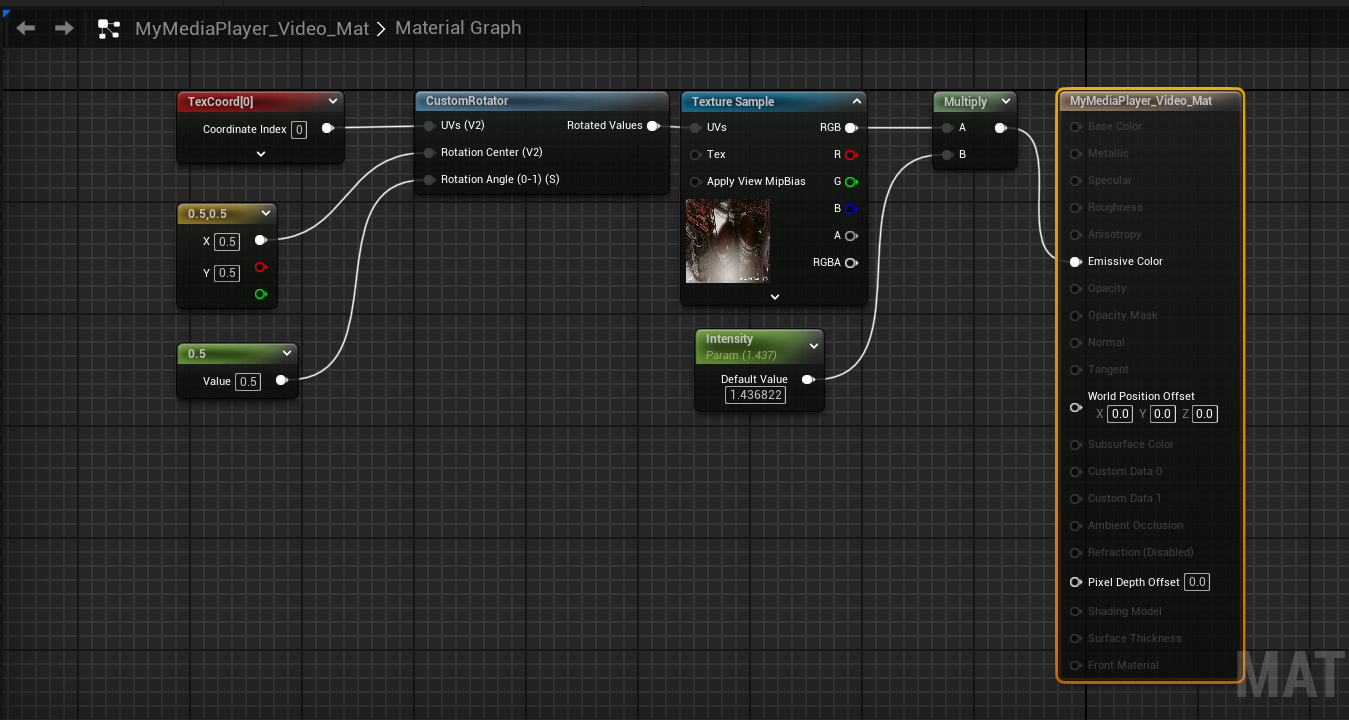 MyMediaPlayer_Video_Mat > Material Graph
TexCoord[0]
Coordinate Index 0
0.5,0.5
X 0.5
Y 0.5
0.5
Value 0.5
CustomRotator
UVs (V2)
Rotated Values
Rotation Center (V2)
Rotation Angle (0-1) (S)
Texture Sample
UVs
RGB
Tex
R
Apply View MipBias
G
B
A
RGBA
Intensity
Param (1.437)
Default Value
1.436822
Multiply
A
B
MyMediaPlayer_Video_Mat
Base Color
Metallic
Specular
Roughness
Anisotropy
Emissive Color
Opacity
Opacity Mask
Normal
Tangent
World Position Offset
X 0.0 Y 0.0 Z 0.0
Subsurface Color
Custom Data 0
Custom Data 1
Ambient Occlusion
Refraction (Disabled)
Pixel Depth Offset 0.0
Shading Model
Surface Thickness
Front Material
MAT